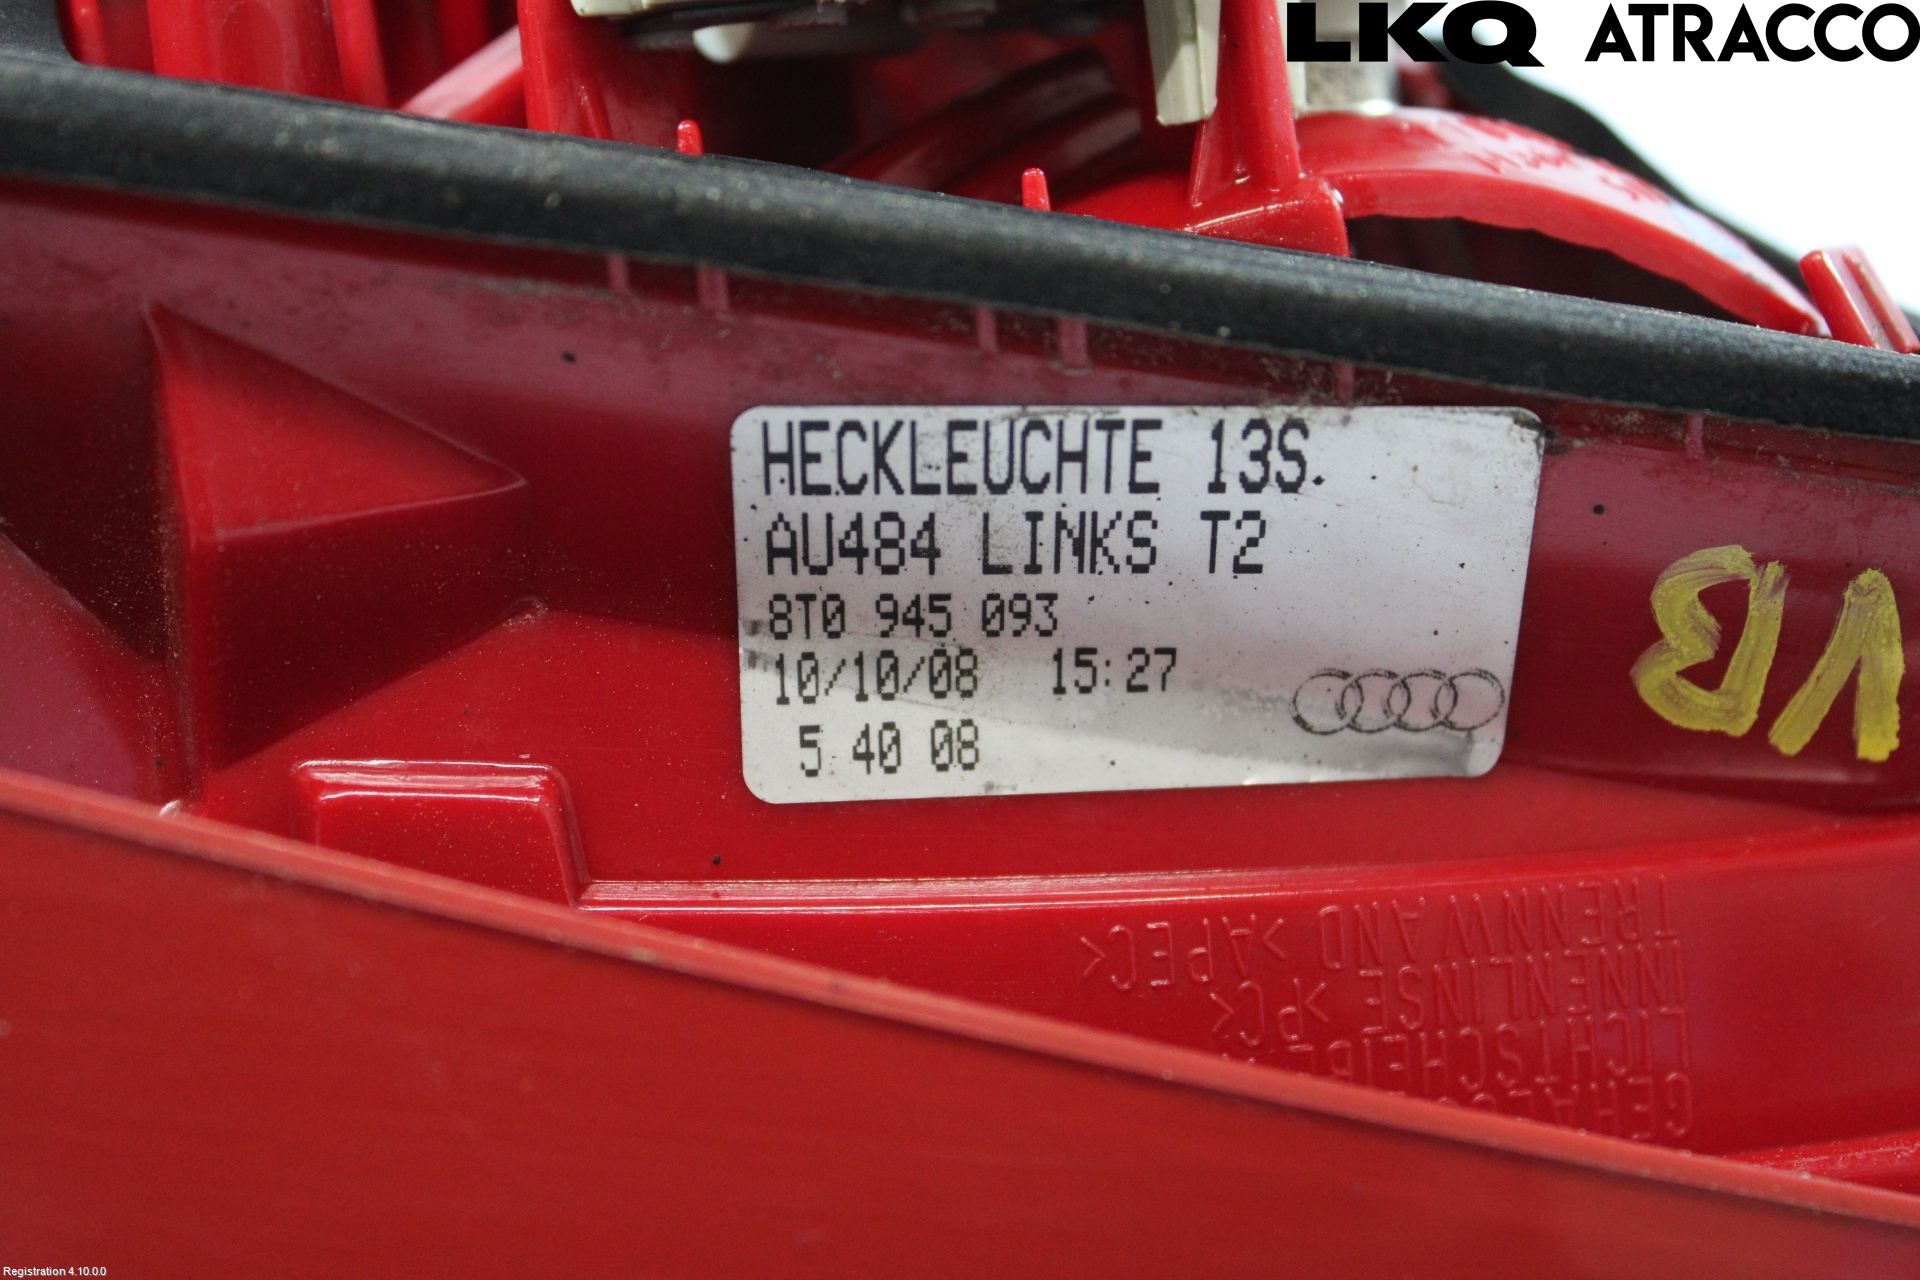 LKQ ATRACCO
HECKLEUCHTE 13S.
AU484 LINKS T2
8T0 945 093
10/10/08 15:27
5 40 08
VB
LICHTSCHEIBE
INNENLINSE >PC<
TRENNWAND >APEC<
Registration 4.10.0.0